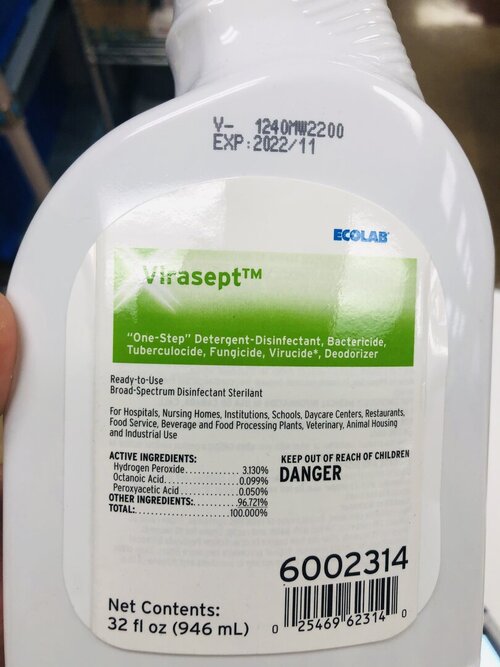 V- 1240MW2200
EXP:2022/11
ECOLAB®
Virasept™
"One-Step" Detergent-Disinfectant, Bactericide,
Tuberculocide, Fungicide, Virucide*, Deodorizer
Ready-to-Use
Broad-Spectrum Disinfectant Sterilant
For Hospitals, Nursing Homes, Institutions, Schools, Daycare Centers, Restaurants,
Food Service, Beverage and Food Processing Plants, Veterinary, Animal Housing
and Industrial Use
ACTIVE INGREDIENTS:
Hydrogen Peroxide.................. 3.130%
Octanoic Acid........................ 0.099%
Peroxyacetic Acid.................... 0.050%
OTHER INGREDIENTS:............. 96.721%
TOTAL:............................... 100.000%
KEEP OUT OF REACH OF CHILDREN
DANGER
6002314
Net Contents:
32 fl oz (946 mL)
0 25469 62314 0